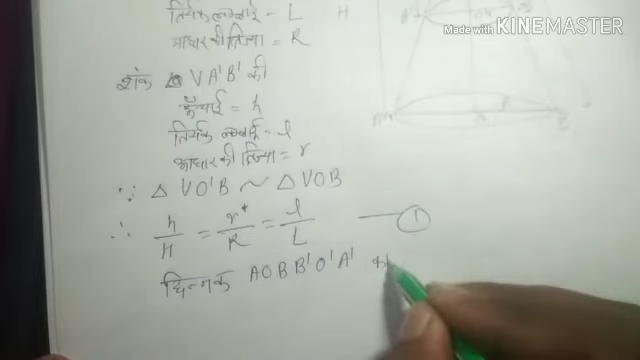 Made with KINEMASTER
तिर्यक लम्बाई = L H
आधार की त्रिज्या = R
शंकु △ VA'B' की
ऊँचाई = h
तिर्यक लम्बाई = l
आधार की त्रिज्या = r
∵ △ VO'B ~ △ VOB
∴ h/H = r/R = l/L —— ①
छिन्नक AOBB'O'A' क